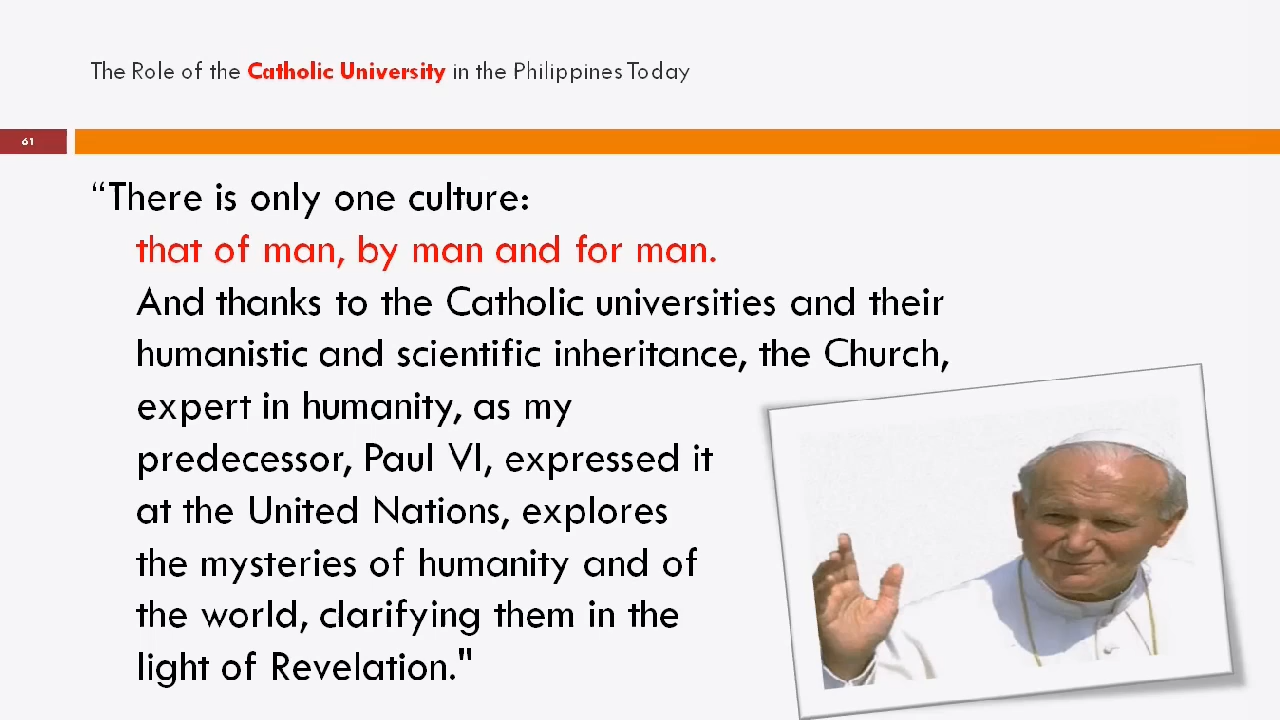 The Role of the Catholic University in the Philippines Today
61
“There is only one culture:
that of man, by man and for man.
And thanks to the Catholic universities and their
humanistic and scientific inheritance, the Church,
expert in humanity, as my
predecessor, Paul VI, expressed it
at the United Nations, explores
the mysteries of humanity and of
the world, clarifying them in the
light of Revelation."